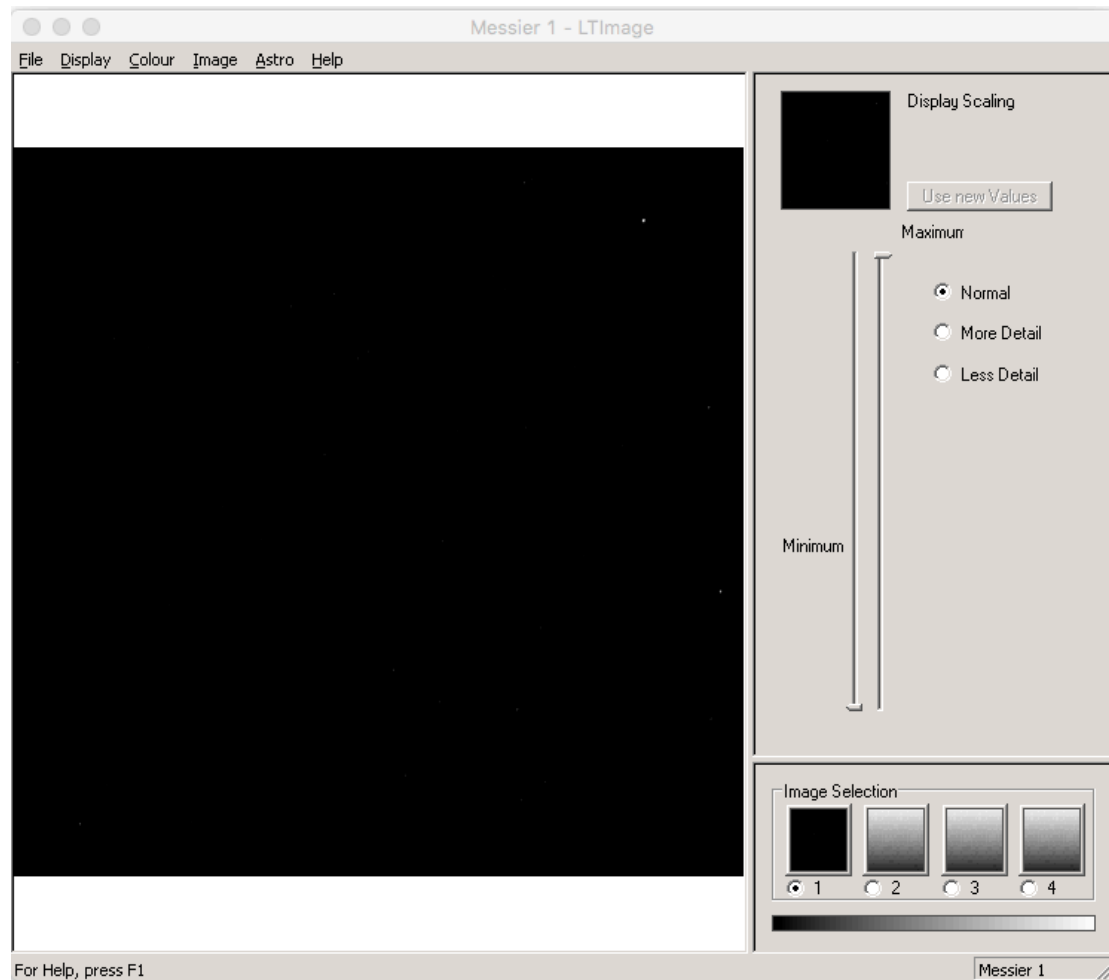 Messier 1 - LTImage
File Display Colour Image Astro Help
Display Scaling
Use new Values
Maximum
Normal
More Detail
Less Detail
Minimum
Image Selection
1 2 3 4
For Help, press F1
Messier 1